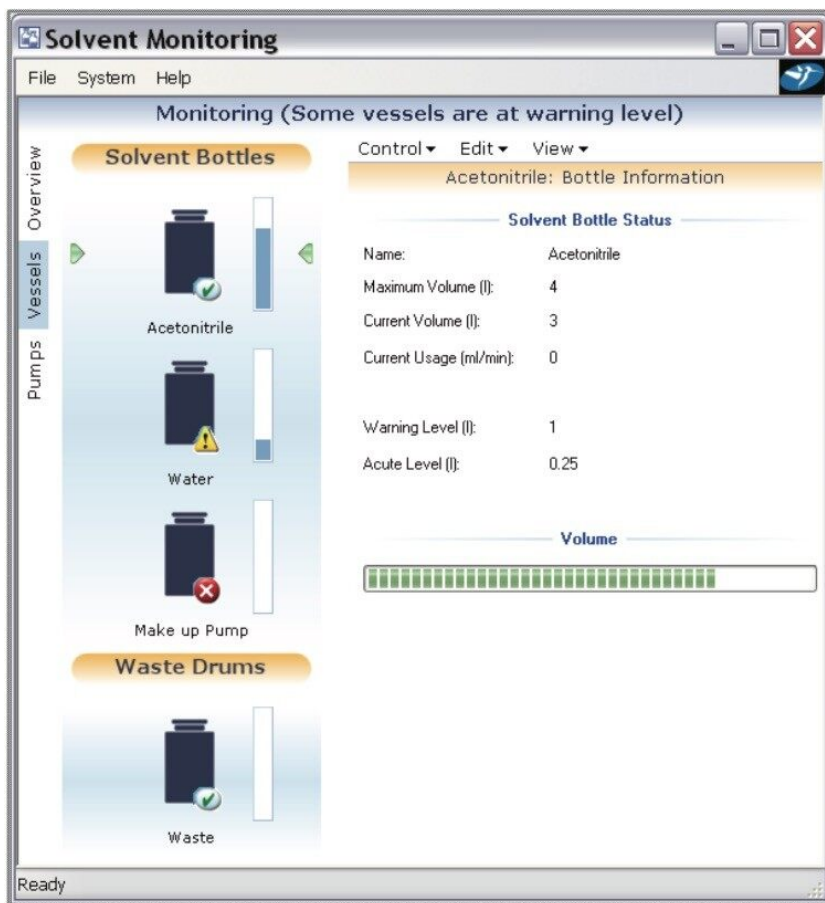 Solvent Monitoring
File System Help
Monitoring (Some vessels are at warning level)
Overview
Vessels
Pumps
Solvent Bottles
Acetonitrile
Water
Make up Pump
Waste Drums
Waste
Control Edit View
Acetonitrile: Bottle Information
Solvent Bottle Status
Name: Acetonitrile
Maximum Volume (l): 4
Current Volume (l): 3
Current Usage (ml/min): 0
Warning Level (l): 1
Acute Level (l): 0.25
Volume
Ready